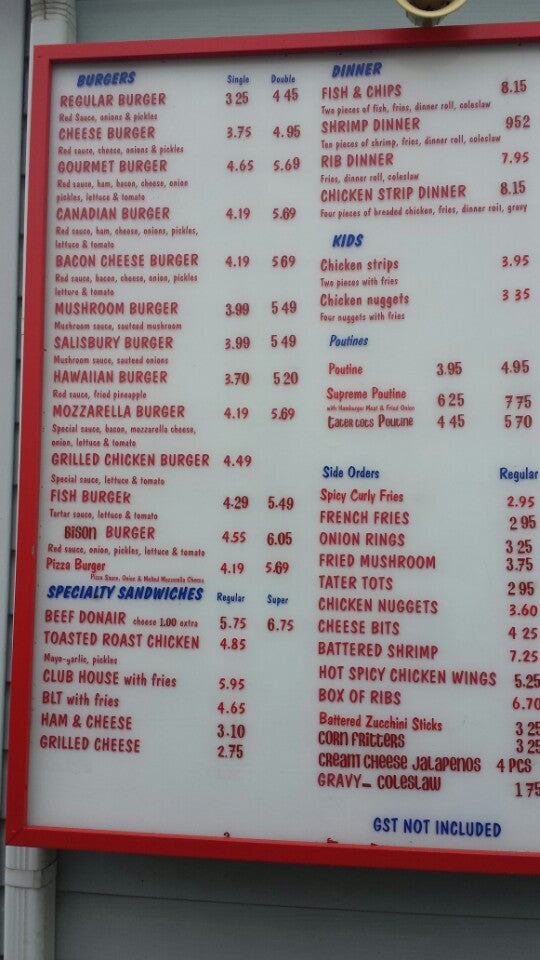 BURGERS Single Double
REGULAR BURGER 3 25 4 45
Red Sauce, onions & pickles
CHEESE BURGER 3.75 4.95
Red sauce, cheese, onions & pickles
GOURMET BURGER 4.65 5.69
Red sauce, ham, bacon, cheese, onion
pickles, lettuce & tomato
CANADIAN BURGER 4.19 5.69
Red sauce, ham, cheese, onions, pickles,
lettuce & tomato
BACON CHEESE BURGER 4.19 569
Red sauce, bacon, cheese, onion, pickles
letture & tomato
MUSHROOM BURGER 3.99 5 49
Mushroom sauce, sauteed mushroom
SALISBURY BURGER 3.99 5 49
Mushroom sauce, sauteed onions
HAWAIIAN BURGER 3.70 5 20
Red sauce, fried pineapple
MOZZARELLA BURGER 4.19 5.69
Special sauce, bacon, mozzarella cheese,
onion, lettuce & tomato
GRILLED CHICKEN BURGER 4.49
Special sauce, lettuce & tomato
FISH BURGER 4.29 5.49
Tartar sauce, lettuce & tomato
BISON BURGER 4.55 6.05
Red sauce, onion, pickles, lettuce & tomato
Pizza Burger 4.19 5.69
Pizza Sauce, Onion & Melted Mozzarella Cheese
SPECIALTY SANDWICHES Regular Super
BEEF DONAIR cheese 1.00 extra 5.75 6.75
TOASTED ROAST CHICKEN 4.85
Mayo-garlic, pickles
CLUB HOUSE with fries 5.95
BLT with fries 4.65
HAM & CHEESE 3.10
GRILLED CHEESE 2.75
DINNER
FISH & CHIPS 8.15
Two pieces of fish, fries, dinner roll, coleslaw
SHRIMP DINNER 952
Ten pieces of shrimp, fries, dinner roll, coleslaw
RIB DINNER 7.95
Fries, dinner roll, coleslaw
CHICKEN STRIP DINNER 8.15
Four pieces of breaded chicken, fries, dinner roll, gravy
KIDS
Chicken strips 3.95
Two pieces with fries
Chicken nuggets 3 35
Four nuggets with fries
Poutines
Poutine 3.95 4.95
Supreme Poutine 6 25 7 75
with Hamburger Meat & Fried Onion
tater tots Poutine 4 45 5 70
Side Orders Regular
Spicy Curly Fries 2.95
FRENCH FRIES 2 95
ONION RINGS 3 25
FRIED MUSHROOM 3.75
TATER TOTS 2 95
CHICKEN NUGGETS 3.60
CHEESE BITS 4 25
BATTERED SHRIMP 7.25
HOT SPICY CHICKEN WINGS 5.25
BOX OF RIBS 6.70
Battered Zucchini Sticks 3 25
CORN FRITTERS 3 25
CREAM CHEESE JALAPENOS 4 PCS
GRAVY - COLESLAW 1 75
GST NOT INCLUDED